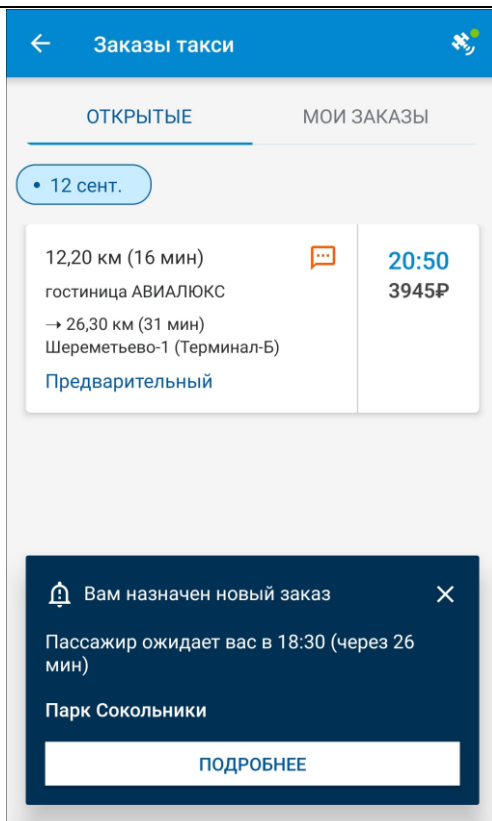 Заказы такси
ОТКРЫТЫЕ
МОИ ЗАКАЗЫ
• 12 сент.
12,20 км (16 мин)
20:50
3945₽
гостиница АВИАЛЮКС
→ 26,30 км (31 мин)
Шереметьево-1 (Терминал-Б)
Предварительный
Вам назначен новый заказ
Пассажир ожидает вас в 18:30 (через 26
мин)
Парк Сокольники
ПОДРОБНЕЕ